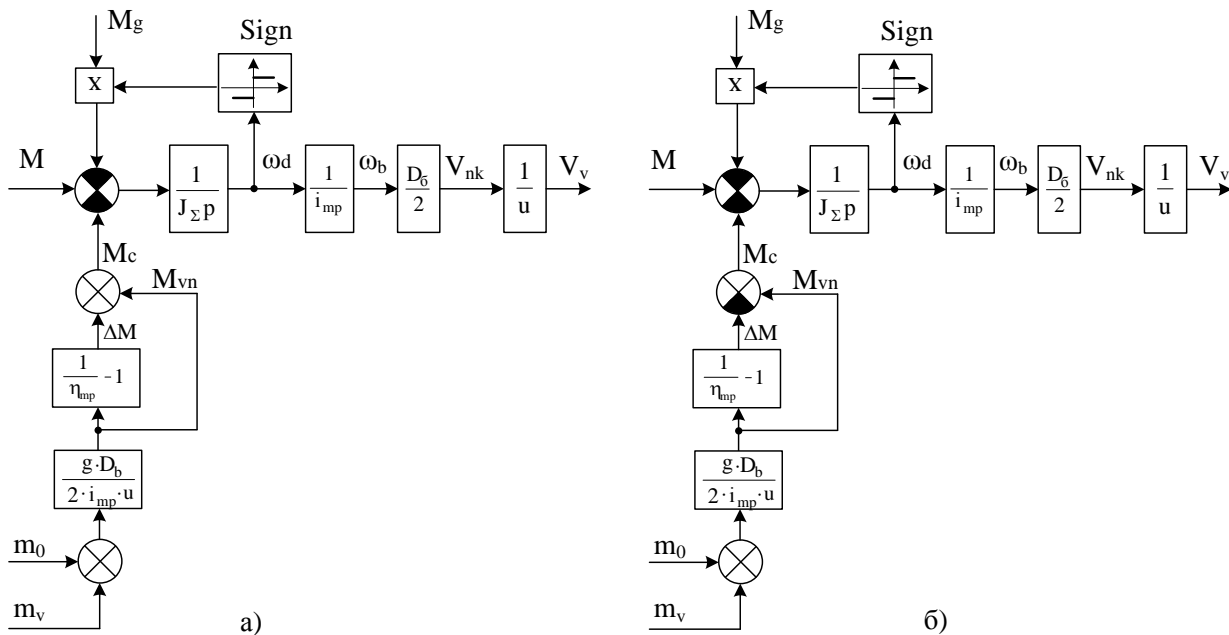 Mg
Sign
x
M
1
J_Σ p
ωd
1
i_mp
ωb
D_б
2
V_nk
1
u
V_v
Mc
M_vn
ΔM
1
η_mp
-1
g·D_b
2·i_mp·u
m_0
m_v
а)
Mg
Sign
x
M
1
J_Σ p
ωd
1
i_mp
ωb
D_б
2
V_nk
1
u
V_v
Mc
M_vn
ΔM
1
η_mp
-1
g·D_b
2·i_mp·u
m_0
m_v
б)